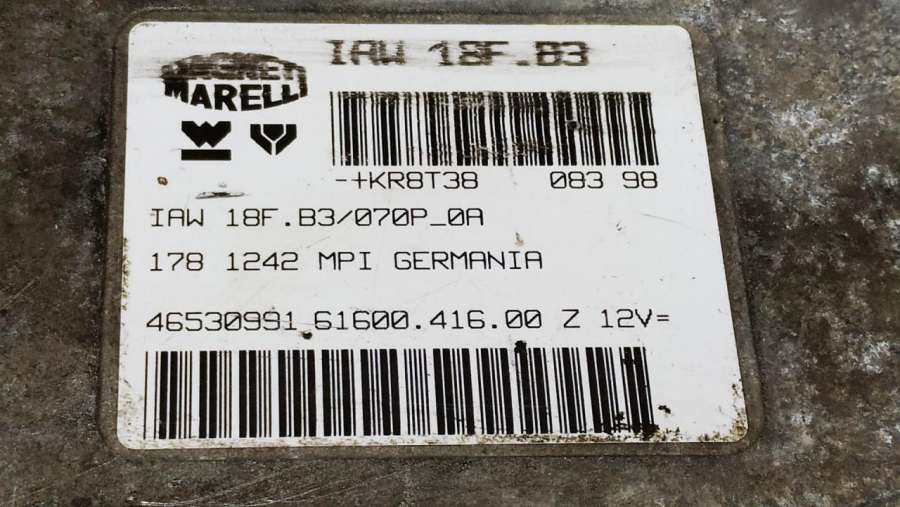 IAW 18F.B3
MAGNETI
MARELLI
-+KR8T38 083 98
IAW 18F.B3/070P_0A
178 1242 MPI GERMANIA
46530991 61600.416.00 Z 12V=